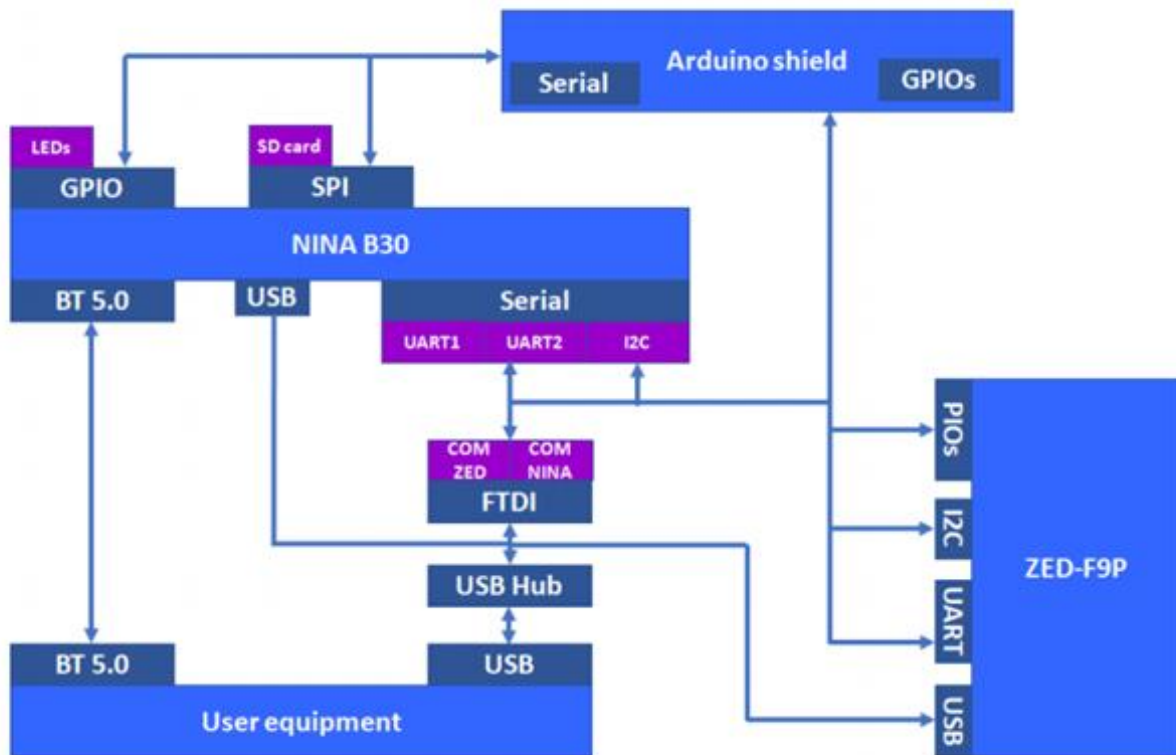 Arduino shield
Serial
GPIOs
LEDs
SD card
GPIO
SPI
NINA B30
BT 5.0
USB
Serial
UART1
UART2
I2C
COM
ZED
COM
NINA
FTDI
USB Hub
BT 5.0
USB
User equipment
PIOs
I2C
UART
USB
ZED-F9P